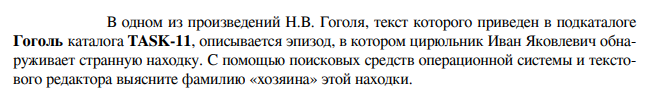 В одном из произведений Н.В. Гоголя, текст которого приведен в подкаталоге
Гоголь каталога TASK-11, описывается эпизод, в котором цирюльник Иван Яковлевич обна-
руживает странную находку. С помощью поисковых средств операционной системы и тексто-
вого редактора выясните фамилию «хозяина» этой находки.